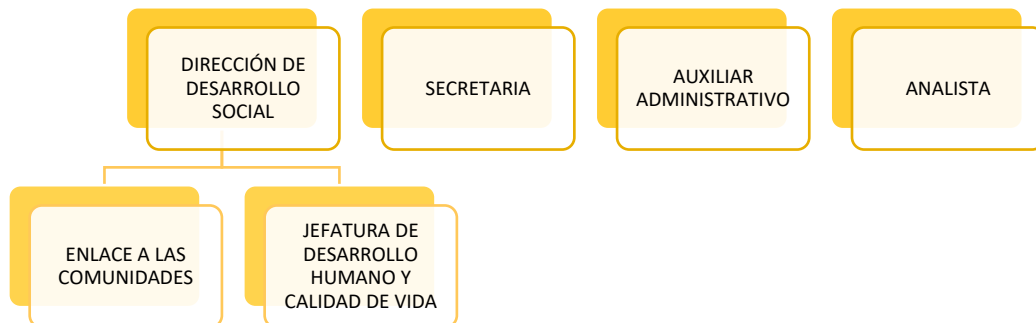 DIRECCIÓN DE
DESARROLLO
SOCIAL
SECRETARIA
AUXILIAR
ADMINISTRATIVO
ANALISTA
ENLACE A LAS
COMUNIDADES
JEFATURA DE
DESARROLLO
HUMANO Y
CALIDAD DE VIDA